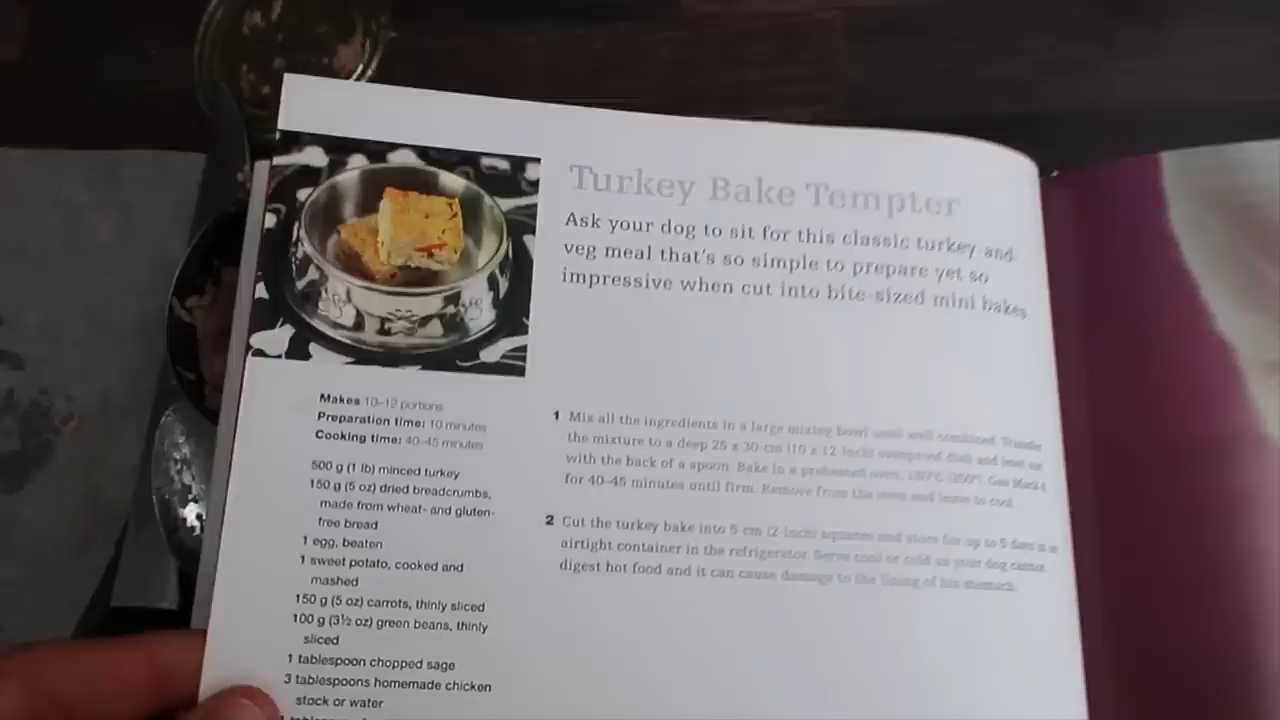 Turkey Bake Tempter
Ask your dog to sit for this classic turkey-and-
veg meal that's so simple to prepare yet so
impressive when cut into bite-sized mini bakes
Makes 10–12 portions
Preparation time: 10 minutes
Cooking time: 40–45 minutes
500 g (1 lb) minced turkey
150 g (5 oz) dried breadcrumbs,
made from wheat- and gluten-
free bread
1 egg, beaten
1 sweet potato, cooked and
mashed
150 g (5 oz) carrots, thinly sliced
100 g (3½ oz) green beans, thinly
sliced
1 tablespoon chopped sage
3 tablespoons homemade chicken
stock or water
1 Mix all the ingredients in a large mixing bowl until well combined. Transfer
the mixture to a deep 25 x 30 cm (10 x 12 inch) ovenproof dish and level
with the back of a spoon. Bake in a preheated oven, 180°C (350°F, Gas Mark 4
for 40–45 minutes until firm. Remove from the oven and leave to cool.
2 Cut the turkey bake into 5-cm (2-inch) squares and store for up to 5 days in
airtight container in the refrigerator. Serve cool or cold as your dog cannot
digest hot food and it can cause damage to the lining of his stomach.